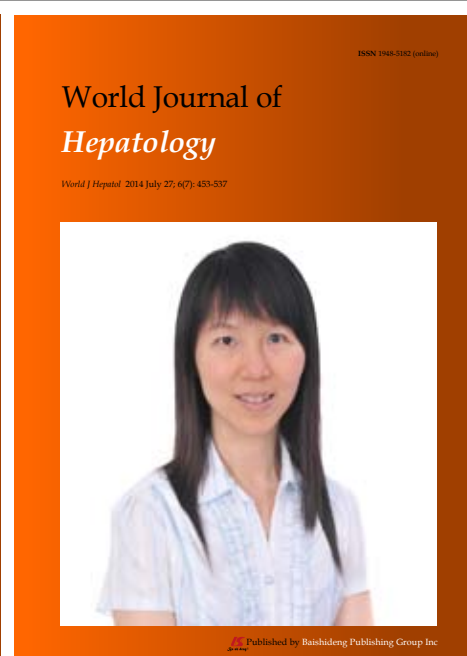 ISSN 1948-5182 (online)
World Journal of
Hepatology
World J Hepatol 2014 July 27; 6(7): 453-537
Published by Baishideng Publishing Group Inc